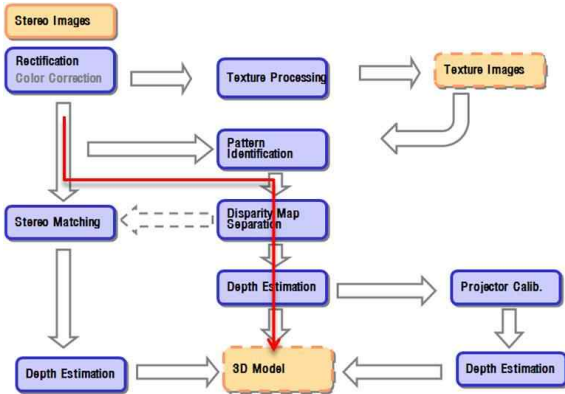 Stereo Images
Rectification
Color Correction
Texture Processing
Texture Images
Pattern
Identification
Stereo Matching
Disparity Map
Separation
Depth Estimation
Projector Calib.
Depth Estimation
3D Model
Depth Estimation